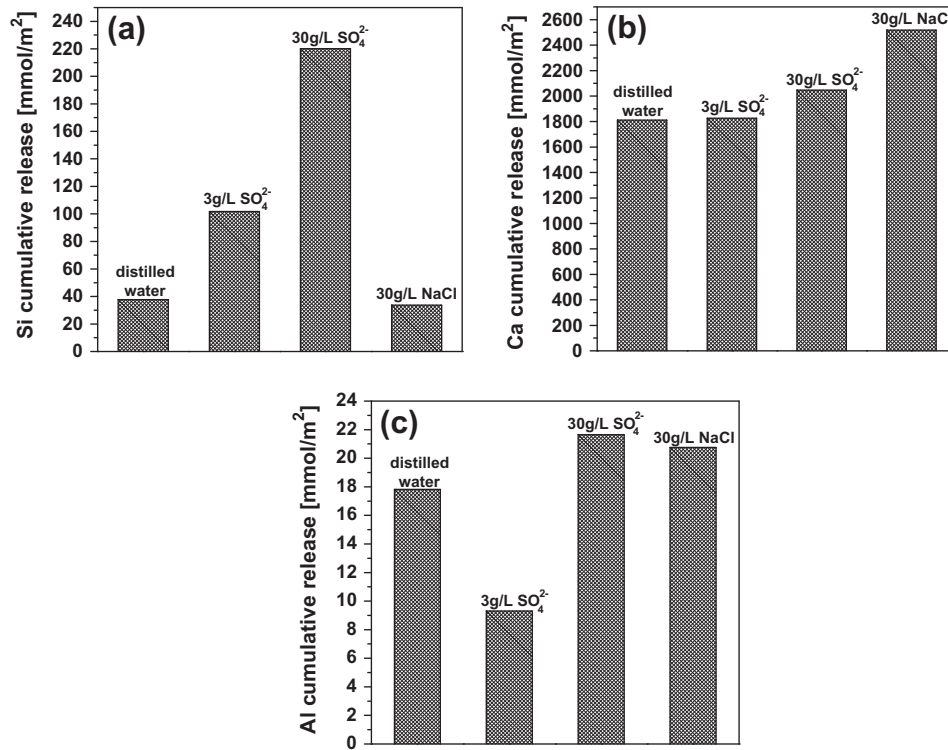 (a)
Si cumulative release [mmol/m²]
240
220
200
180
160
140
120
100
80
60
40
20
0
distilled
water
3g/L SO₄²⁻
30g/L SO₄²⁻
30g/L NaCl
(b)
Ca cumulative release [mmol/m²]
2600
2400
2200
2000
1800
1600
1400
1200
1000
800
600
400
200
0
distilled
water
3g/L SO₄²⁻
30g/L SO₄²⁻
30g/L NaC
(c)
Al cumulative release [mmol/m²]
24
22
20
18
16
14
12
10
8
6
4
2
0
distilled
water
3g/L SO₄²⁻
30g/L SO₄²⁻
30g/L NaCl